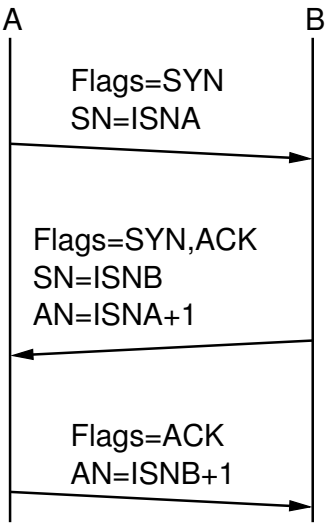 A B
Flags=SYN
SN=ISNA
Flags=SYN,ACK
SN=ISNB
AN=ISNA+1
Flags=ACK
AN=ISNB+1